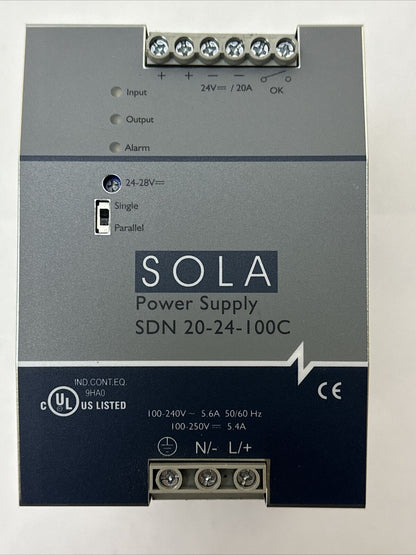 + + − −
24V⎓ / 20A OK
Input
Output
Alarm
24-28V⎓
Single
Parallel
SOLA
Power Supply
SDN 20-24-100C
IND.CONT.EQ.
9HA0
C UL US LISTED
CE
100-240V ~ 5.6A 50/60 Hz
100-250V ⎓ 5.4A
N/- L/+